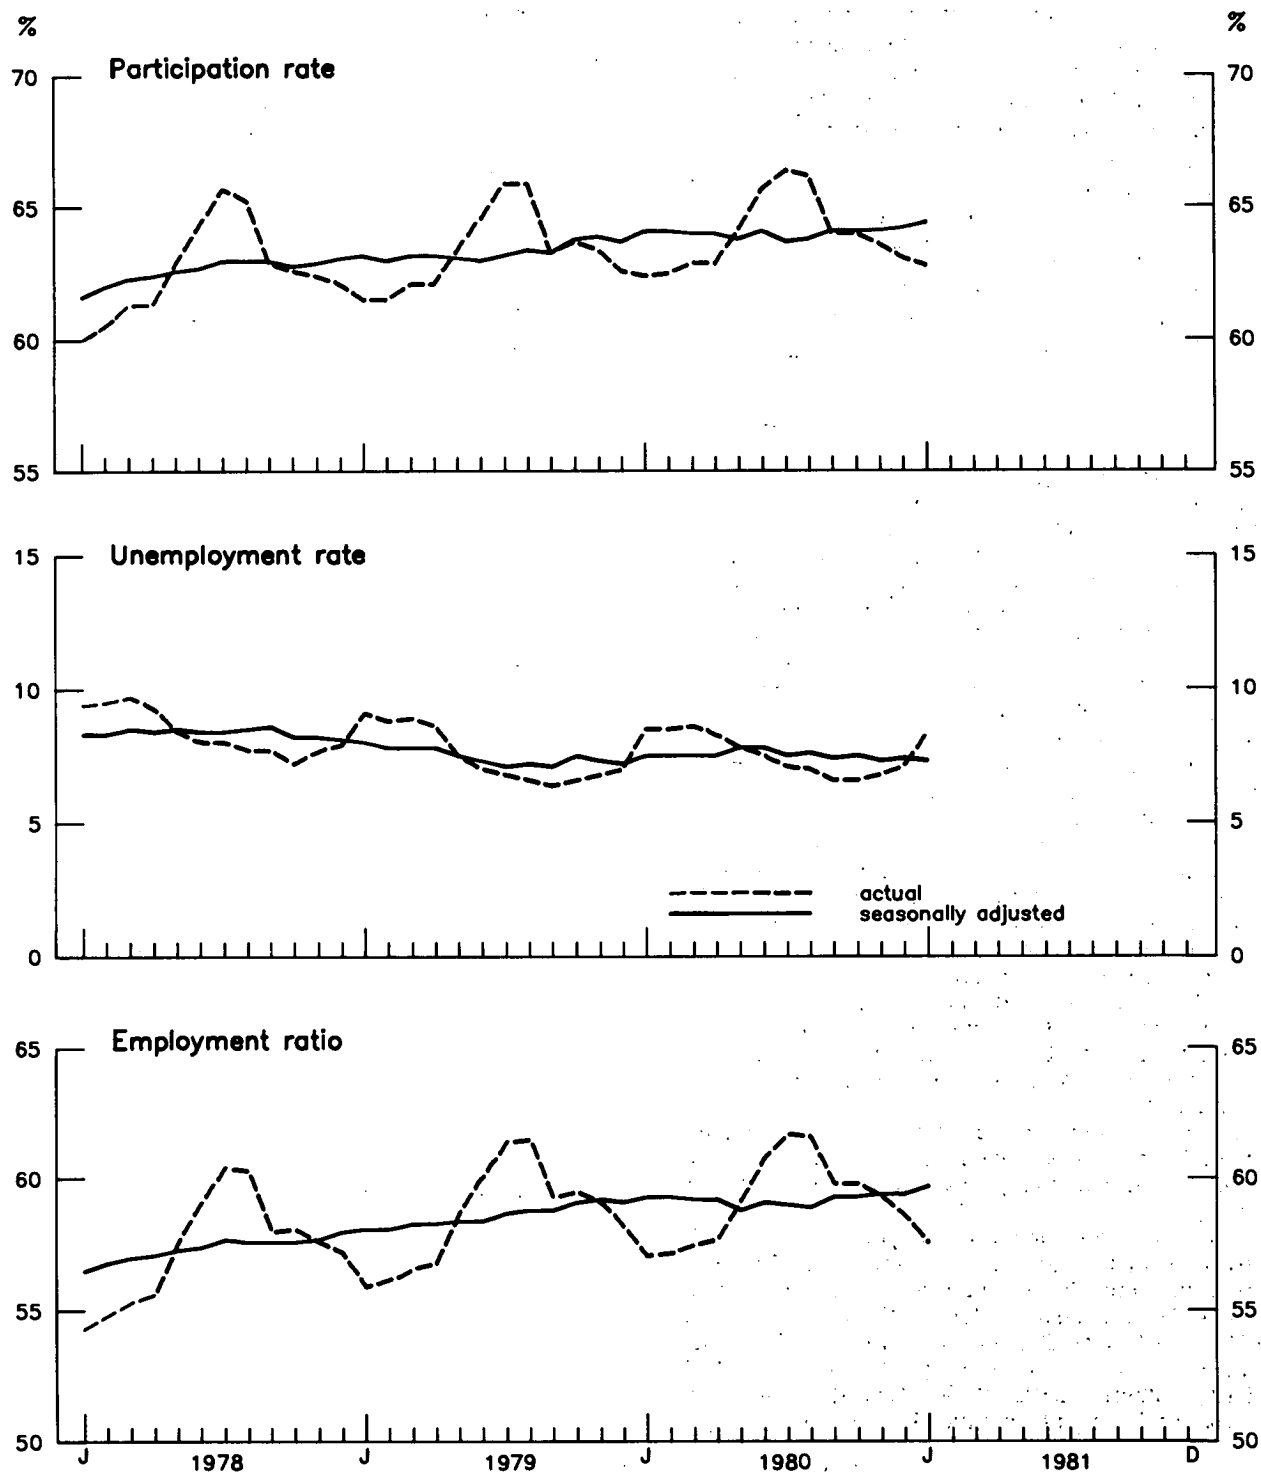 % %
Participation rate
70 70
65 65
60 60
55 55
Unemployment rate
15 15
10 10
5 5
actual
seasonally adjusted
0 0
Employment ratio
65 65
60 60
55 55
50 50
J 1978 J 1979 J 1980 J 1981 D